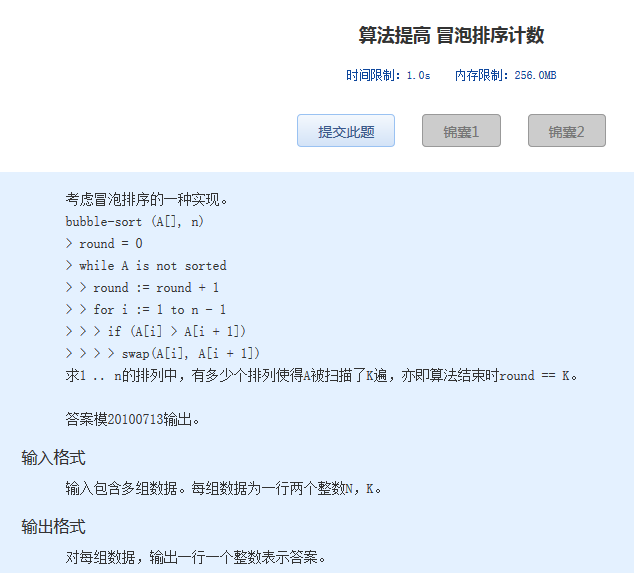 算法提高 冒泡排序计数
时间限制：1.0s 内存限制：256.0MB
提交此题 锦囊1 锦囊2
考虑冒泡排序的一种实现。
bubble-sort (A[], n)
> round = 0
> while A is not sorted
> > round := round + 1
> > for i := 1 to n - 1
> > > if (A[i] > A[i + 1])
> > > > swap(A[i], A[i + 1])
求1 .. n的排列中，有多少个排列使得A被扫描了K遍，亦即算法结束时round == K。
答案模20100713输出。
输入格式
输入包含多组数据。每组数据为一行两个整数N，K。
输出格式
对每组数据，输出一行一个整数表示答案。